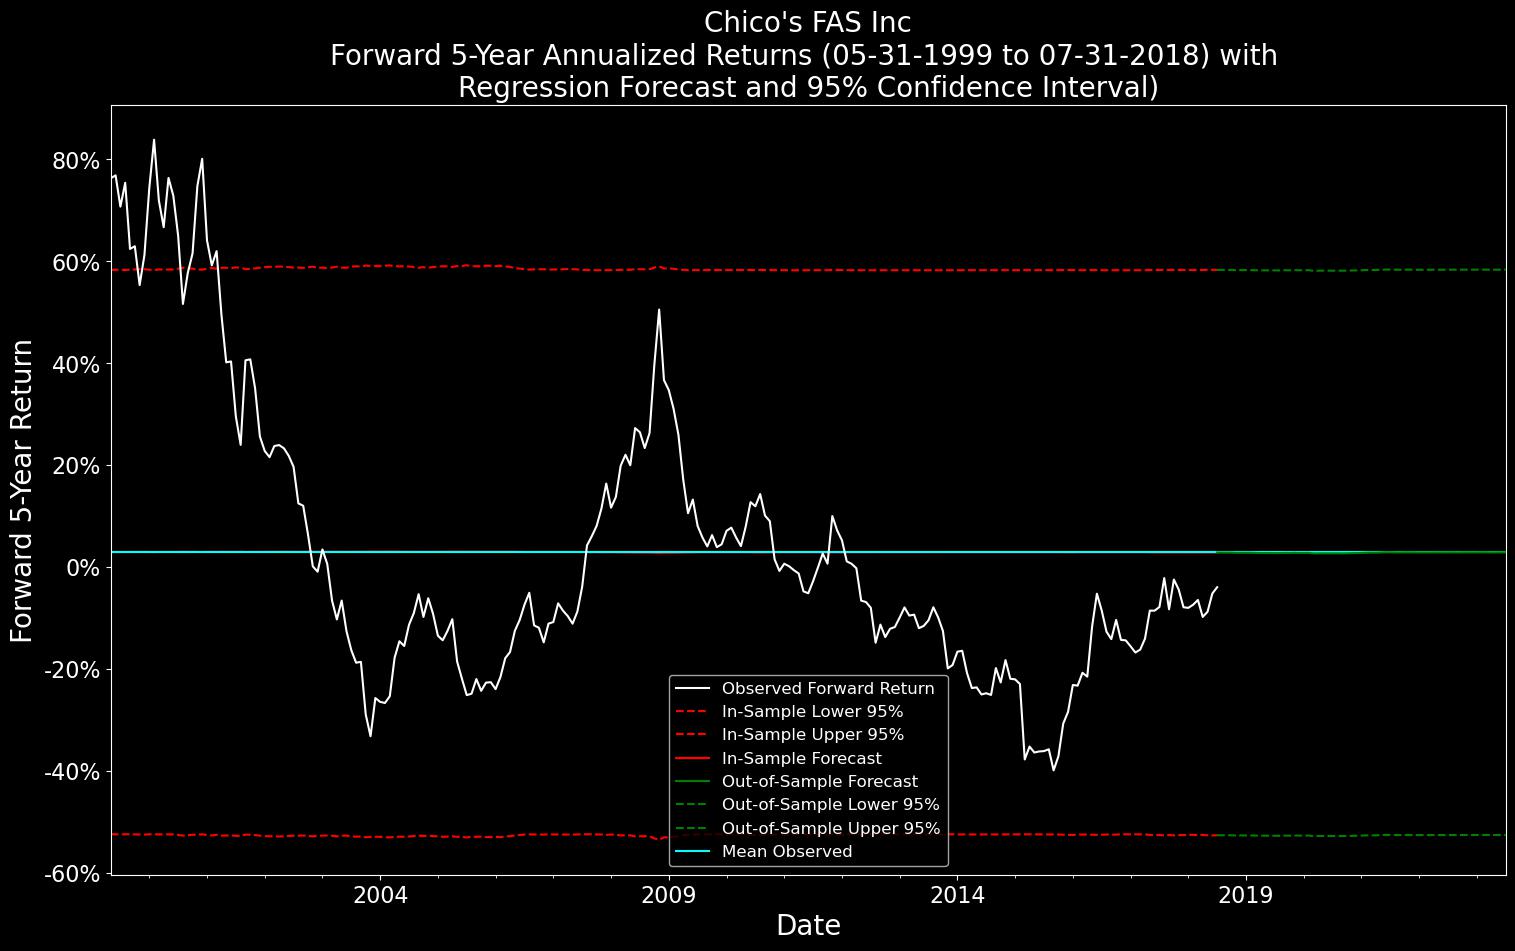 Chico's FAS Inc
Forward 5-Year Annualized Returns (05-31-1999 to 07-31-2018) with
Regression Forecast and 95% Confidence Interval)
Forward 5-Year Return
80%
60%
40%
20%
0%
-20%
-40%
-60%
Observed Forward Return
In-Sample Lower 95%
In-Sample Upper 95%
In-Sample Forecast
Out-of-Sample Forecast
Out-of-Sample Lower 95%
Out-of-Sample Upper 95%
Mean Observed
2004 2009 2014 2019
Date